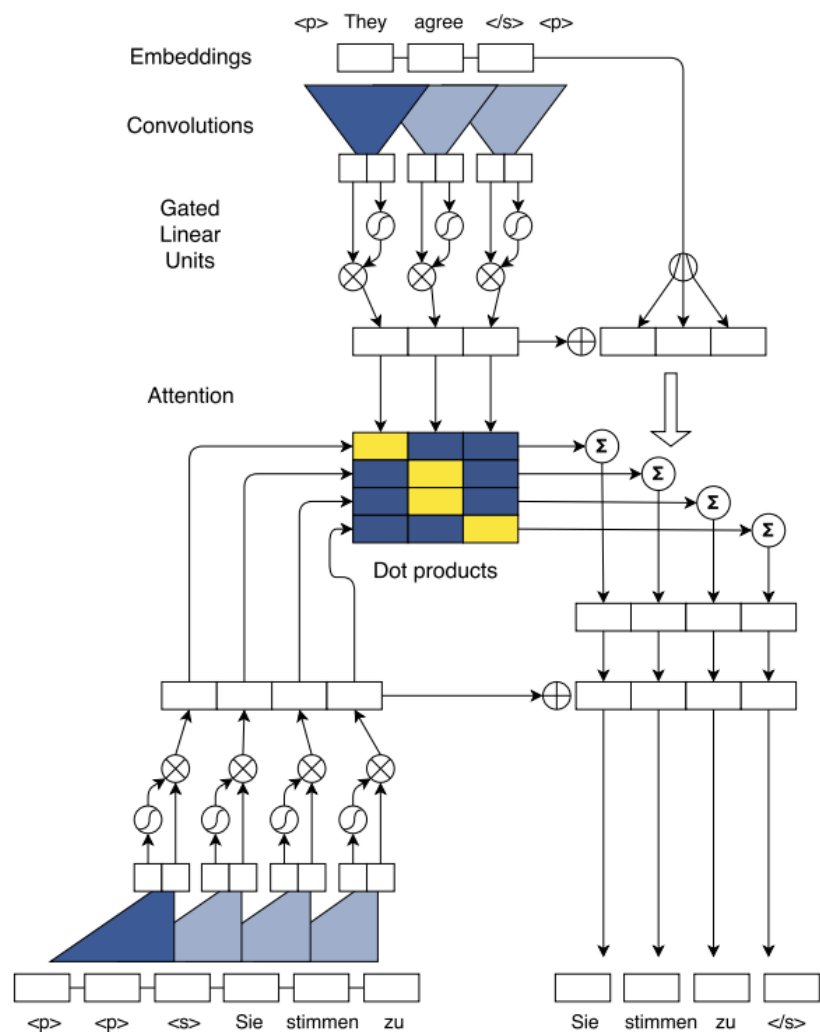 <p> They agree </s> <p>
Embeddings
Convolutions
Gated
Linear
Units
Attention
Σ
Σ
Σ
Σ
Dot products
<p> <p> <s> Sie stimmen zu
Sie stimmen zu </s>